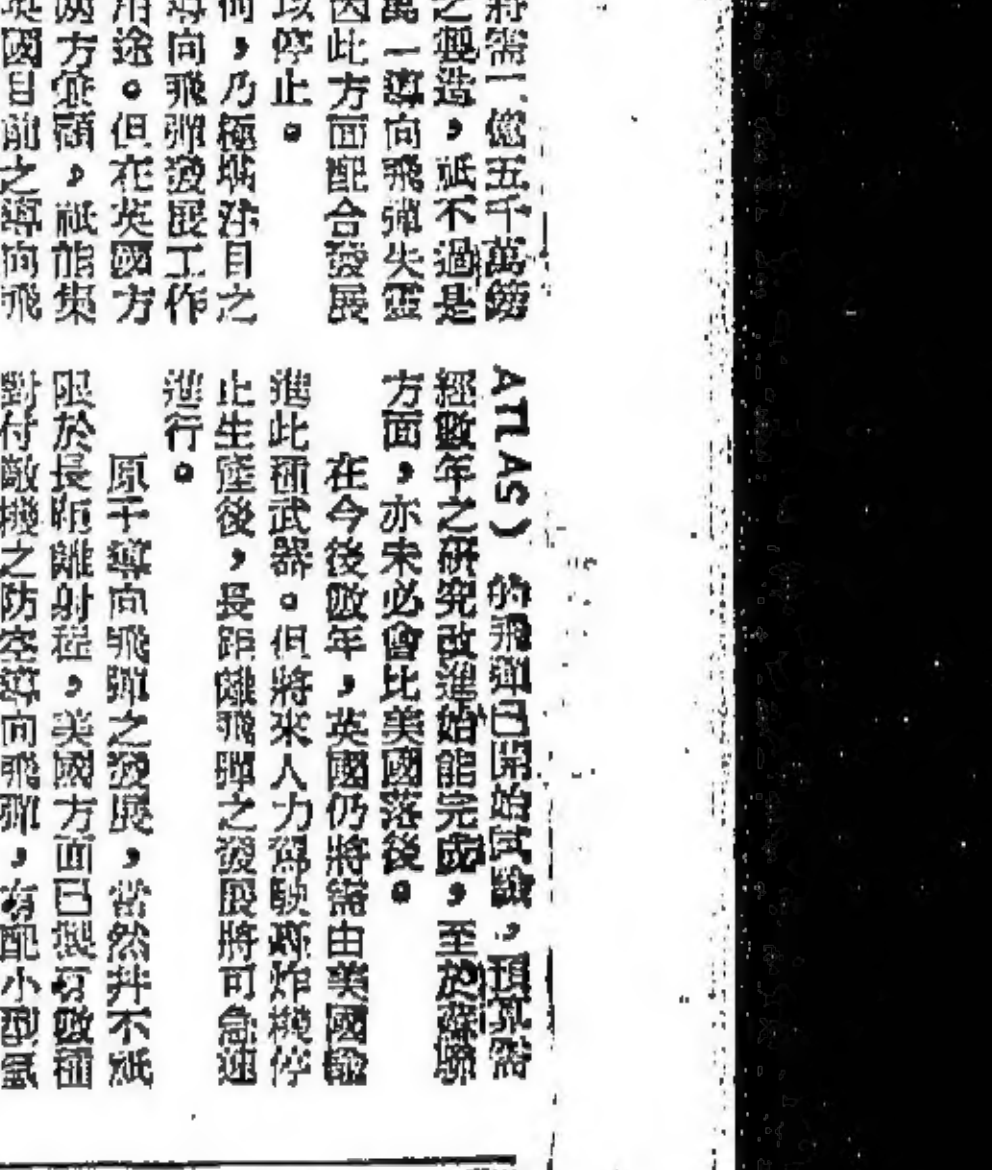 將需一億五千萬鎊
之製造，祇不過是
萬一導向飛彈失靈
因此方面配合發展
以停止。
何，乃極堪注目之
導向飛彈發展工作
用途。但在英國方
兩方兼顧，祇能集
英國目前之導向飛
ATLAS）的飛彈已開始試驗，預算需
經數年之研究改進始能完成，至於蘇聯
方面，亦未必會比美國落後。
在今後數年，英國仍將需由美國輸
進此種武器。但將來人力駕駛轟炸機停
止生產後，長距離飛彈之發展將可急速
進行。
原子導向飛彈之發展，當然并不祇
限於長距離射程，美國方面已製有數種
對付敵機之防空導向飛彈，有配小型氫